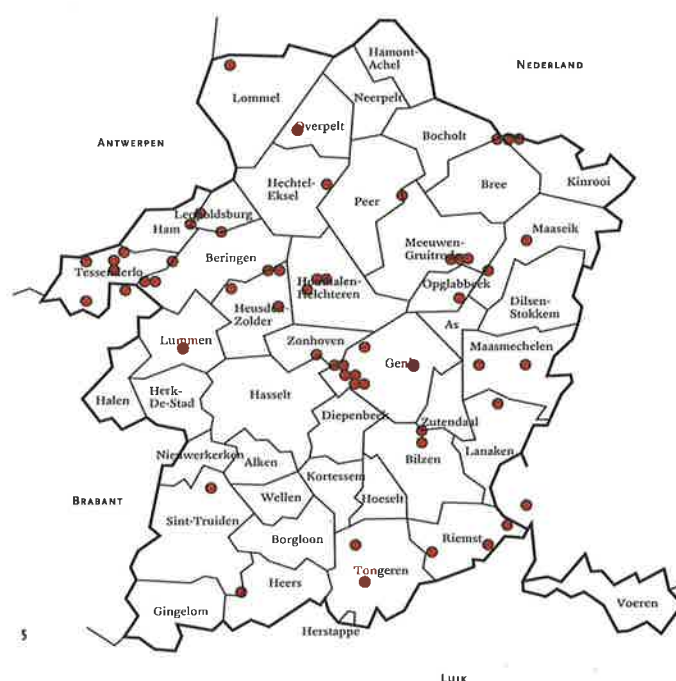 Hamont-
Achel
NEDERLAND
Lommel
Neerpelt
Overpelt
ANTWERPEN
Bocholt
Hechtel-
Eksel
Bree
Kinrooi
Peer
Leopoldsburg
Ham
Maaseik
Beringen
Meeuwen-
Gruitrode
Tessenderlo
Houthalen-
Helchteren
Opglabbeek
Dilsen-
Stokkem
Heusden-
Zolder
As
Lummen
Zonhoven
Maasmechelen
Genk
Halen
Herk-
De-Stad
Hasselt
Diepenbeek
Zutendaal
Nieuwerkerken
Alken
Bilzen
Lanaken
Kortessem
BRABANT
Wellen
Hoeselt
Sint-Truiden
Borgloon
Riemst
Tongeren
Heers
Gingelom
Voeren
Herstappe
5
LUIK